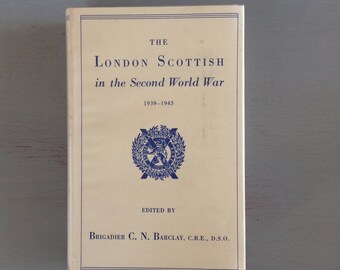 THE
LONDON SCOTTISH
in the Second World War
1939–1945
EDITED BY
BRIGADIER C. N. BARCLAY, C.B.E., D.S.O.